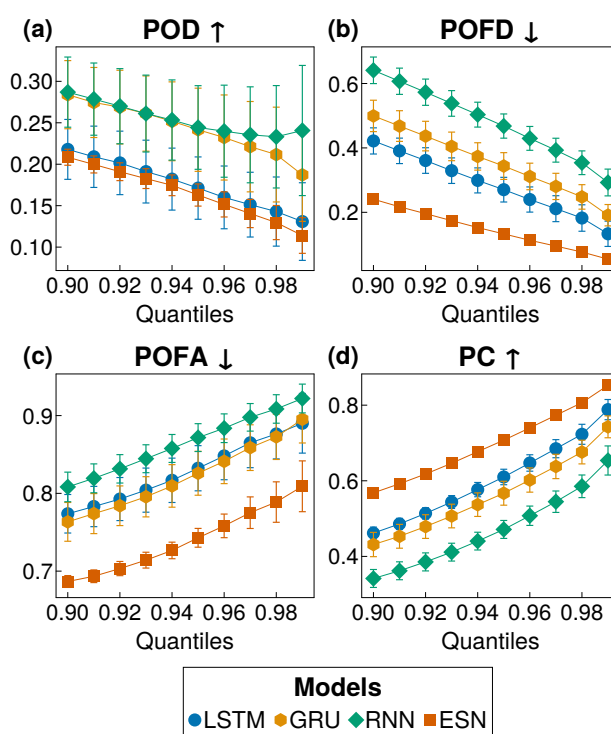 (a) POD ↑
0.30
0.25
0.20
0.15
0.10
0.90 0.92 0.94 0.96 0.98
Quantiles
(b) POFD ↓
0.6
0.4
0.2
0.90 0.92 0.94 0.96 0.98
Quantiles
(c) POFA ↓
0.9
0.8
0.7
0.90 0.92 0.94 0.96 0.98
Quantiles
(d) PC ↑
0.8
0.6
0.4
0.90 0.92 0.94 0.96 0.98
Quantiles
Models
LSTM GRU RNN ESN